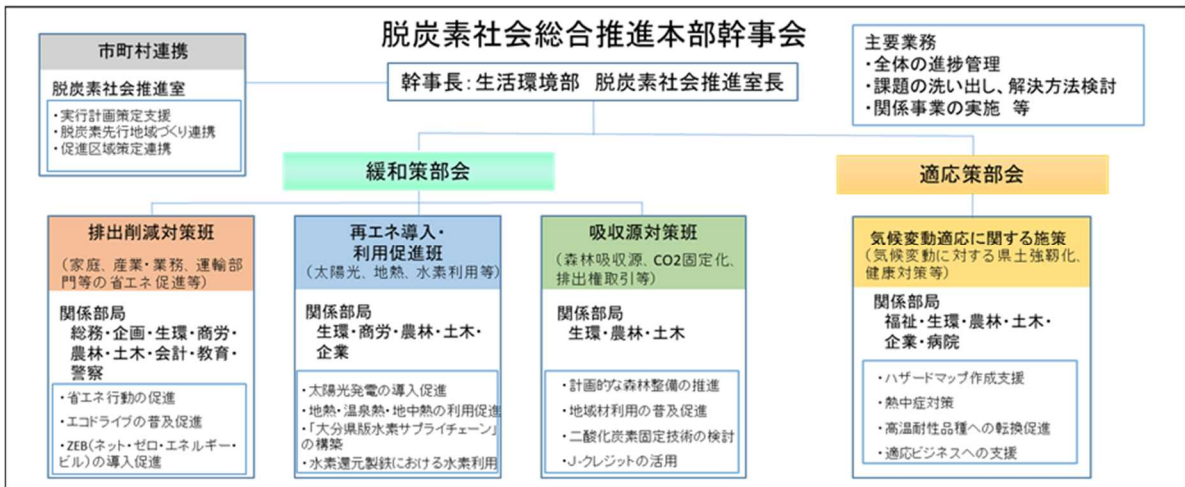 脱炭素社会総合推進本部幹事会
幹事長：生活環境部　脱炭素社会推進室長
主要業務
・全体の進捗管理
・課題の洗い出し、解決方法検討
・関係事業の実施　等
市町村連携
脱炭素社会推進室
・実行計画策定支援
・脱炭素先行地域づくり連携
・促進区域策定連携
緩和策部会
適応策部会
排出削減対策班
（家庭、産業・業務、運輸部
門等の省エネ促進等）
関係部局
総務・企画・生環・商労・
農林・土木・会計・教育・
警察
・省エネ行動の促進
・エコドライブの普及促進
・ZEB（ネット・ゼロ・エネルギー・
ビル）の導入促進
再エネ導入・
利用促進班
（太陽光、地熱、水素利用等）
関係部局
生環・商労・農林・土木・
企業
・太陽光発電の導入促進
・地熱・温泉熱・地中熱の利用促進
・「大分県版水素サプライチェーン」
の構築
・水素還元製鉄における水素利用
吸収源対策班
（森林吸収源、CO2固定化、
排出権取引等）
関係部局
生環・農林・土木
・計画的な森林整備の推進
・地域材利用の普及促進
・二酸化炭素固定技術の検討
・J-クレジットの活用
気候変動適応に関する施策
（気候変動に対する県土強靱化、
健康対策等）
関係部局
福祉・生環・農林・土木・
企業・病院
・ハザードマップ作成支援
・熱中症対策
・高温耐性品種への転換促進
・適応ビジネスへの支援